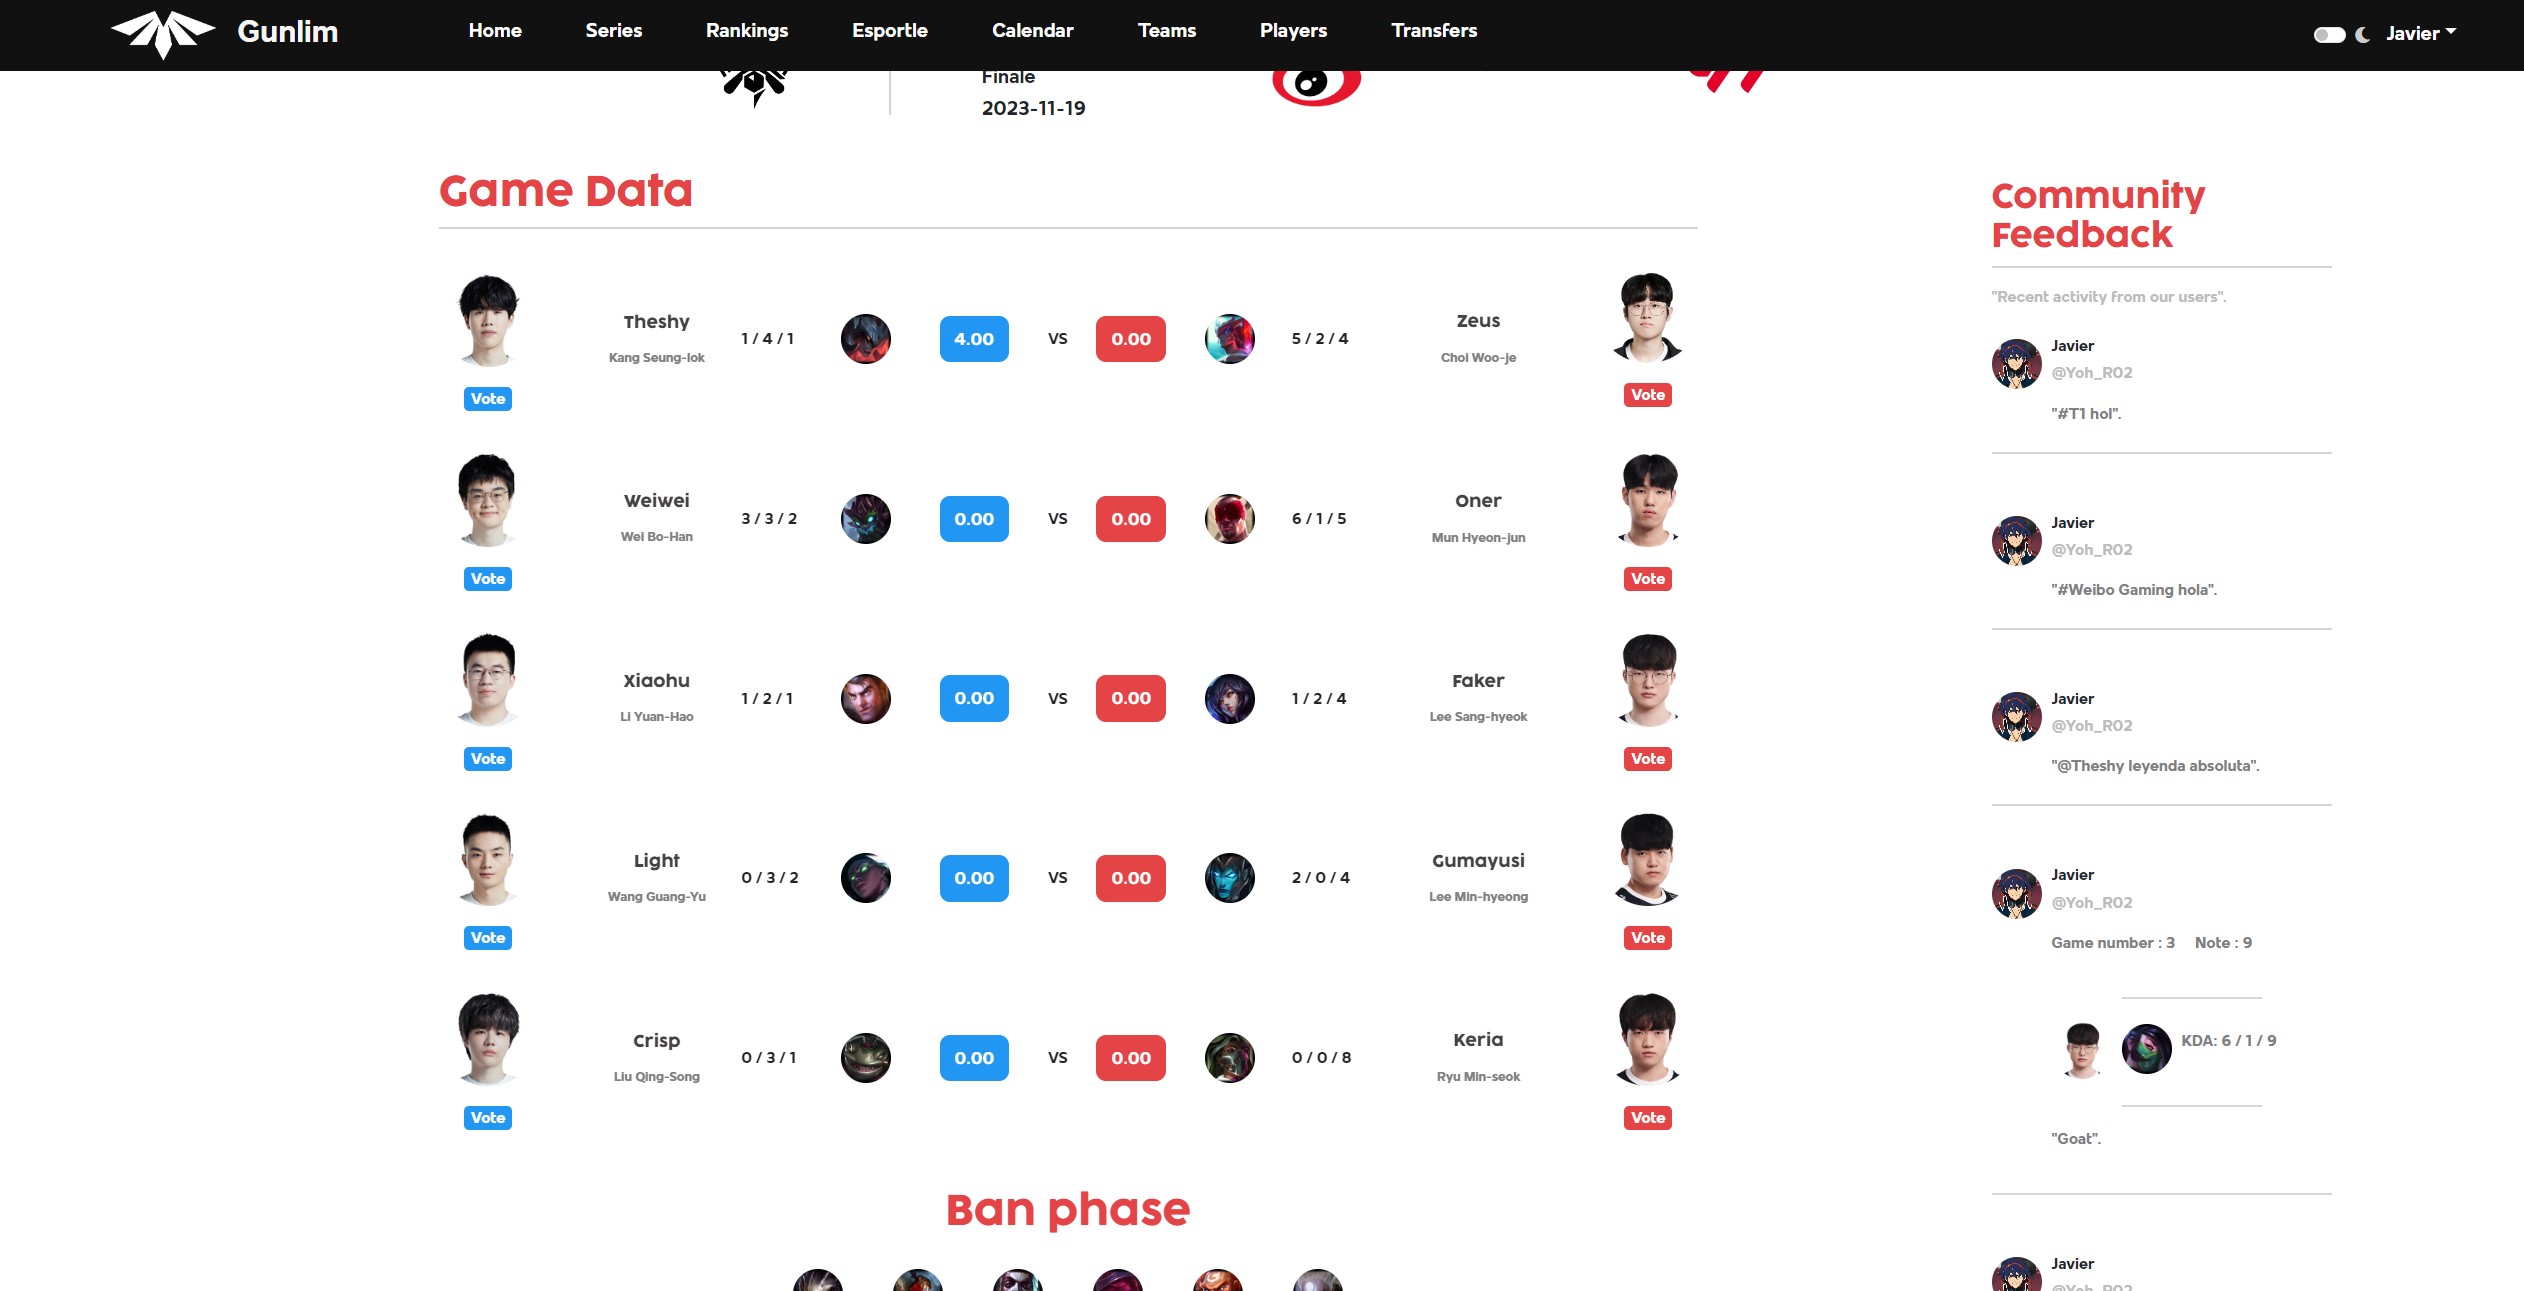 Gunlim
Home Series Rankings Esportle Calendar Teams Players Transfers
Javier
Finale
2023-11-19
Game Data
Theshy 1 / 4 / 1 4.00 VS 0.00 5 / 2 / 4 Zeus
Kang Seung-lok Choi Woo-je
Vote Vote
Weiwei 3 / 3 / 2 0.00 VS 0.00 6 / 1 / 5 Oner
Wei Bo-Han Mun Hyeon-jun
Vote Vote
Xiaohu 1 / 2 / 1 0.00 VS 0.00 1 / 2 / 4 Faker
Li Yuan-Hao Lee Sang-hyeok
Vote Vote
Light 0 / 3 / 2 0.00 VS 0.00 2 / 0 / 4 Gumayusi
Wang Guang-Yu Lee Min-hyeong
Vote Vote
Crisp 0 / 3 / 1 0.00 VS 0.00 0 / 0 / 8 Keria
Liu Qing-Song Ryu Min-seok
Vote Vote
Ban phase
Community
Feedback
"Recent activity from our users".
Javier
@Yoh_R02
"#T1 hol".
Javier
@Yoh_R02
"#Weibo Gaming hola".
Javier
@Yoh_R02
"@Theshy leyenda absoluta".
Javier
@Yoh_R02
Game number : 3 Note : 9
KDA: 6 / 1 / 9
"Goat".
Javier
@Yoh_R02